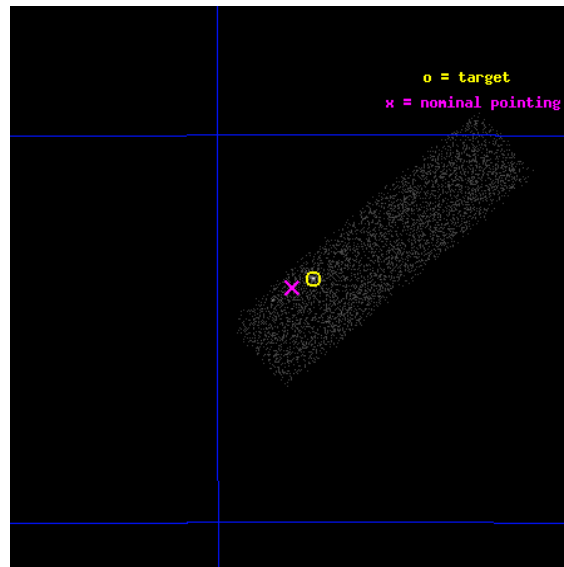 o = target
x = nominal pointing